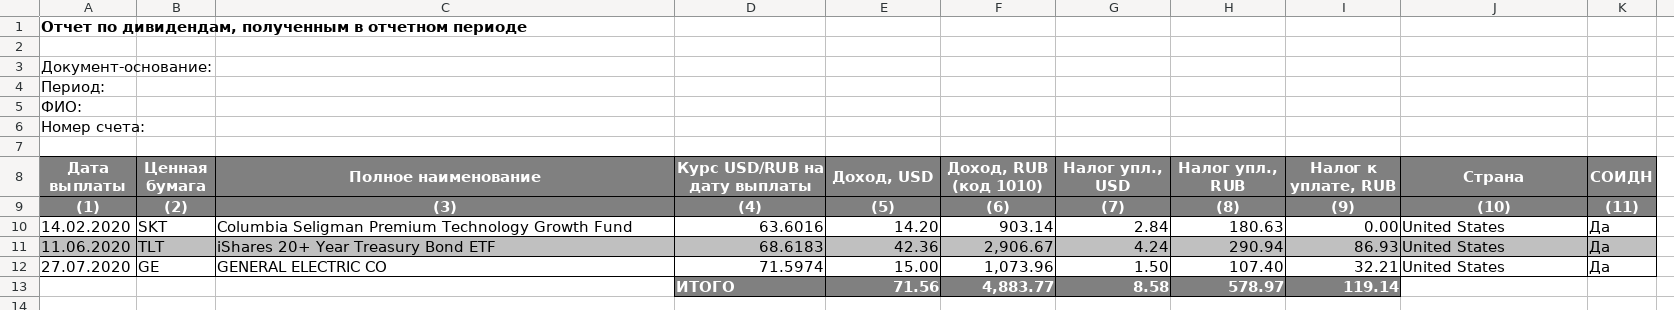 A B C D E F G H I J K
1 Отчет по дивидендам, полученным в отчетном периоде
2
3 Документ-основание:
4 Период:
5 ФИО:
6 Номер счета:
7
8 Дата выплаты Ценная бумага Полное наименование Курс USD/RUB на дату выплаты Доход, USD Доход, RUB (код 1010) Налог упл., USD Налог упл., RUB Налог к уплате, RUB Страна СОИДН
9 (1) (2) (3) (4) (5) (6) (7) (8) (9) (10) (11)
10 14.02.2020 SKT Columbia Seligman Premium Technology Growth Fund 63.6016 14.20 903.14 2.84 180.63 0.00 United States Да
11 11.06.2020 TLT iShares 20+ Year Treasury Bond ETF 68.6183 42.36 2,906.67 4.24 290.94 86.93 United States Да
12 27.07.2020 GE GENERAL ELECTRIC CO 71.5974 15.00 1,073.96 1.50 107.40 32.21 United States Да
13 ИТОГО 71.56 4,883.77 8.58 578.97 119.14
14